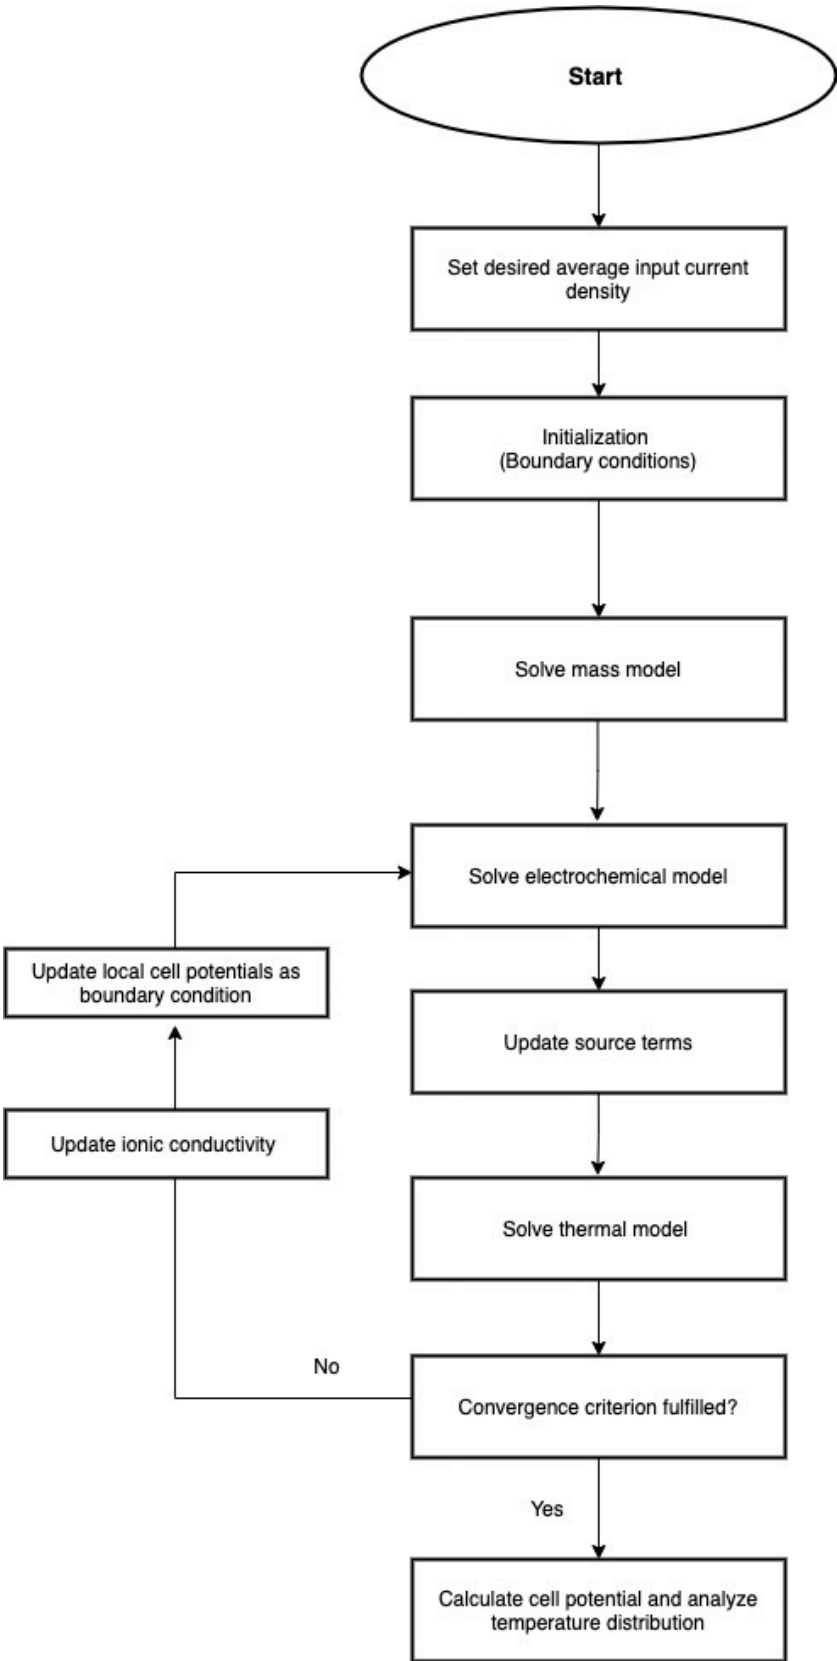 Start
Set desired average input current
density
Initialization
(Boundary conditions)
Solve mass model
Solve electrochemical model
Update local cell potentials as
boundary condition
Update source terms
Update ionic conductivity
Solve thermal model
No
Convergence criterion fulfilled?
Yes
Calculate cell potential and analyze
temperature distribution